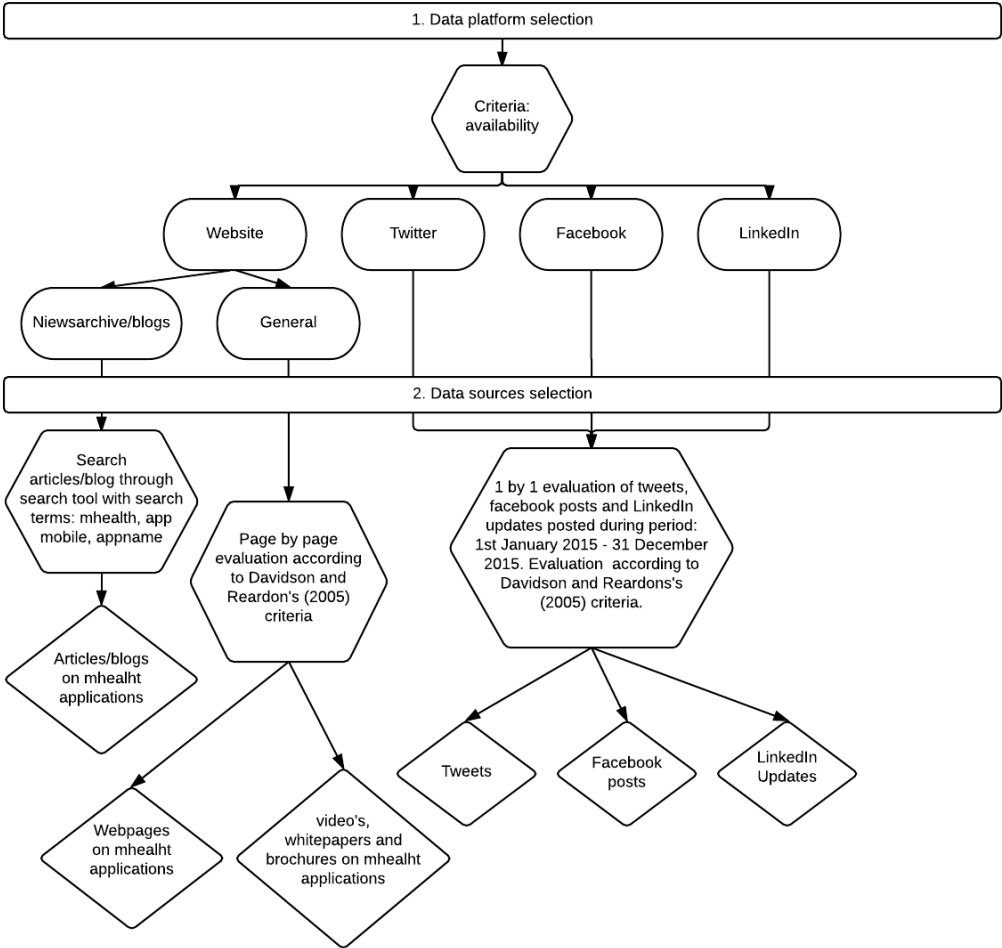 1. Data platform selection
Criteria:
availability
Website
Twitter
Facebook
LinkedIn
Niewsarchive/blogs
General
2. Data sources selection
Search
articles/blog through
search tool with search
terms: mhealth, app
mobile, appname
Page by page
evaluation according
to Davidson and
Reardon's (2005)
criteria
1 by 1 evaluation of tweets,
facebook posts and LinkedIn
updates posted during period:
1st January 2015 - 31 December
2015. Evaluation  according to
Davidson and Reardons's
(2005) criteria.
Articles/blogs
on mhealht
applications
Tweets
Facebook
posts
LinkedIn
Updates
Webpages
on mhealht
applications
video's,
whitepapers and
brochures on mhealht
applications